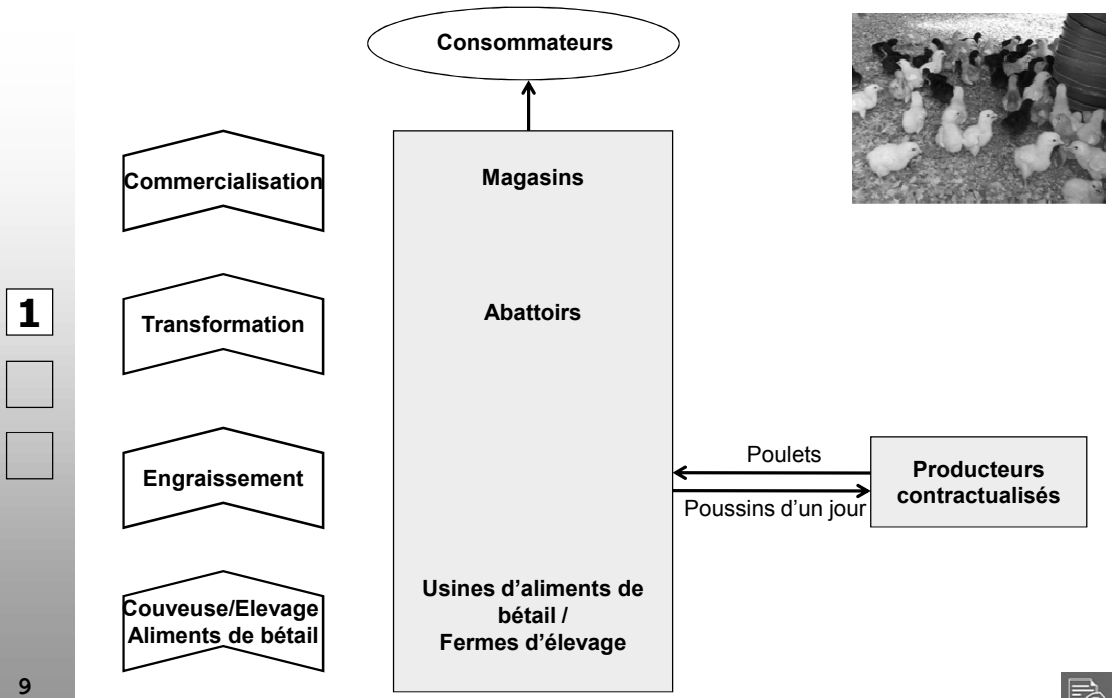 Consommateurs
Commercialisation
Magasins
1
Transformation
Abattoirs
Engraissement
Poulets
Poussins d’un jour
Producteurs
contractualisés
Couveuse/Elevage
Aliments de bétail
Usines d’aliments de
bétail /
Fermes d’élevage
9